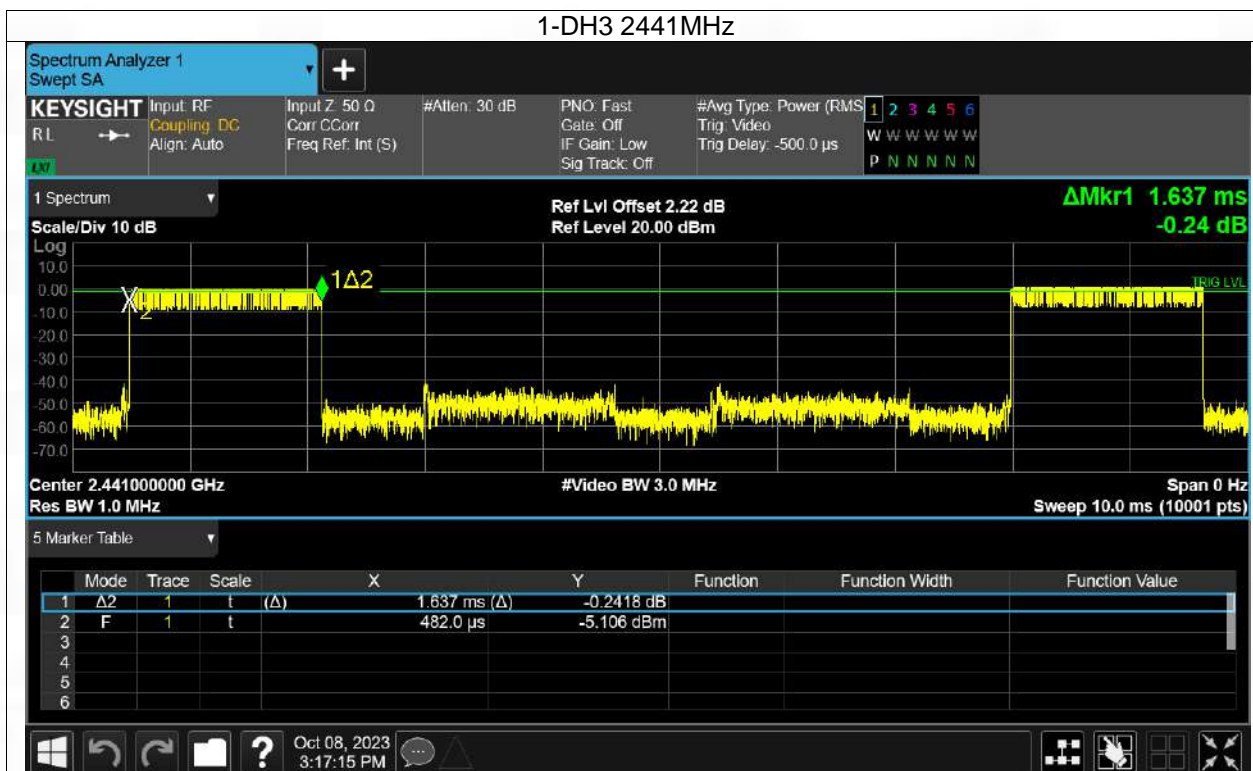 1-DH3 2441MHz
Spectrum Analyzer 1
Swept SA
+
KEYSIGHT
RL
LXI
Input: RF
Coupling: DC
Align: Auto
Input Z: 50 Ω
Corr CCorr
Freq Ref: Int (S)
#Atten: 30 dB
PNO: Fast
Gate: Off
IF Gain: Low
Sig Track: Off
#Avg Type: Power (RMS
Trig: Video
Trig Delay: -500.0 µs
1 2 3 4 5 6
W W W W W W
P N N N N N
1 Spectrum
Scale/Div 10 dB
Ref Lvl Offset 2.22 dB
Ref Level 20.00 dBm
ΔMkr1 1.637 ms
-0.24 dB
Log
10.0
0.00
-10.0
-20.0
-30.0
-40.0
-50.0
-60.0
-70.0
1Δ2
2
TRIG LVL
Center 2.441000000 GHz
#Video BW 3.0 MHz
Span 0 Hz
Res BW 1.0 MHz
Sweep 10.0 ms (10001 pts)
5 Marker Table
Mode Trace Scale X Y Function Function Width Function Value
1 Δ2 1 t (Δ) 1.637 ms (Δ) -0.2418 dB
2 F 1 t 482.0 µs -5.106 dBm
3
4
5
6
?
Oct 08, 2023
3:17:15 PM